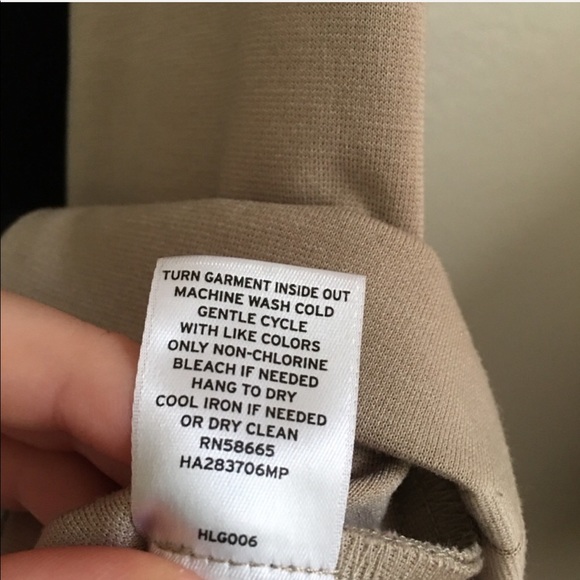 TURN GARMENT INSIDE OUT
MACHINE WASH COLD
GENTLE CYCLE
WITH LIKE COLORS
ONLY NON-CHLORINE
BLEACH IF NEEDED
HANG TO DRY
COOL IRON IF NEEDED
OR DRY CLEAN
RN58665
HA283706MP
HLG006